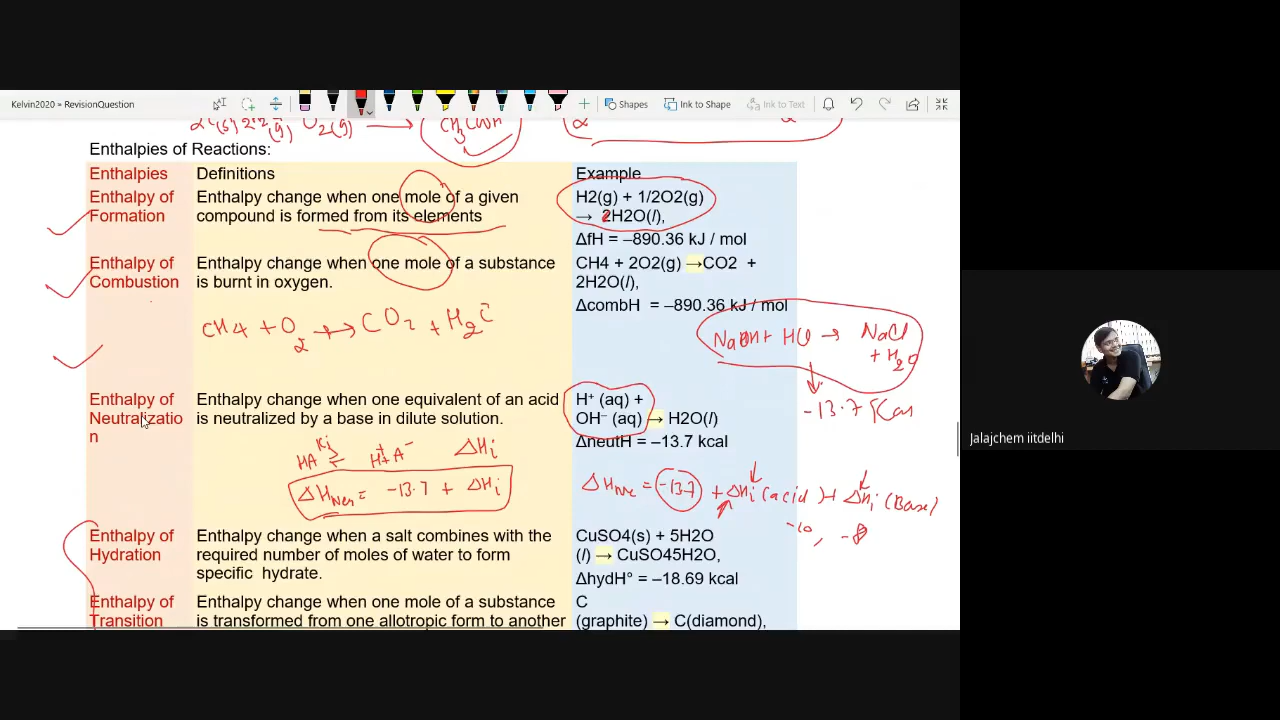 Kelvin2020 » RevisionQuestion
Shapes
Ink to Shape
Ink to Text
O2(g) →
Enthalpies of Reactions:
Enthalpies Definitions Example
Enthalpy of Formation
Enthalpy change when one mole of a given
compound is formed from its elements
H2(g) + 1/2O2(g)
→ 2H2O(l),
ΔfH = –890.36 kJ / mol
Enthalpy of Combustion
Enthalpy change when one mole of a substance
is burnt in oxygen.
CH4 + 2O2(g) →CO2 +
2H2O(l),
ΔcombH = –890.36 kJ / mol
CH4 + O2 → CO2 + H2O
NaOH + HCl → NaCl
+ H2O
-13.7 Kcal
Enthalpy of
Neutralizatio
n
Enthalpy change when one equivalent of an acid
is neutralized by a base in dilute solution.
H⁺ (aq) +
OH⁻ (aq) → H2O(l)
ΔneutH = –13.7 kcal
HA ⇌ H⁺ A⁻ ΔHi
ΔHNeu = -13.7 + ΔHi
ΔHNe = -13.7 + ΔHi (acid) + ΔHi (Base)
-10, -8
Enthalpy of
Hydration
Enthalpy change when a salt combines with the
required number of moles of water to form
specific hydrate.
CuSO4(s) + 5H2O
(l) → CuSO45H2O,
ΔhydH° = –18.69 kcal
Enthalpy of
Transition
Enthalpy change when one mole of a substance
is transformed from one allotropic form to another
C
(graphite) → C(diamond),
Jalajchem iitdelhi